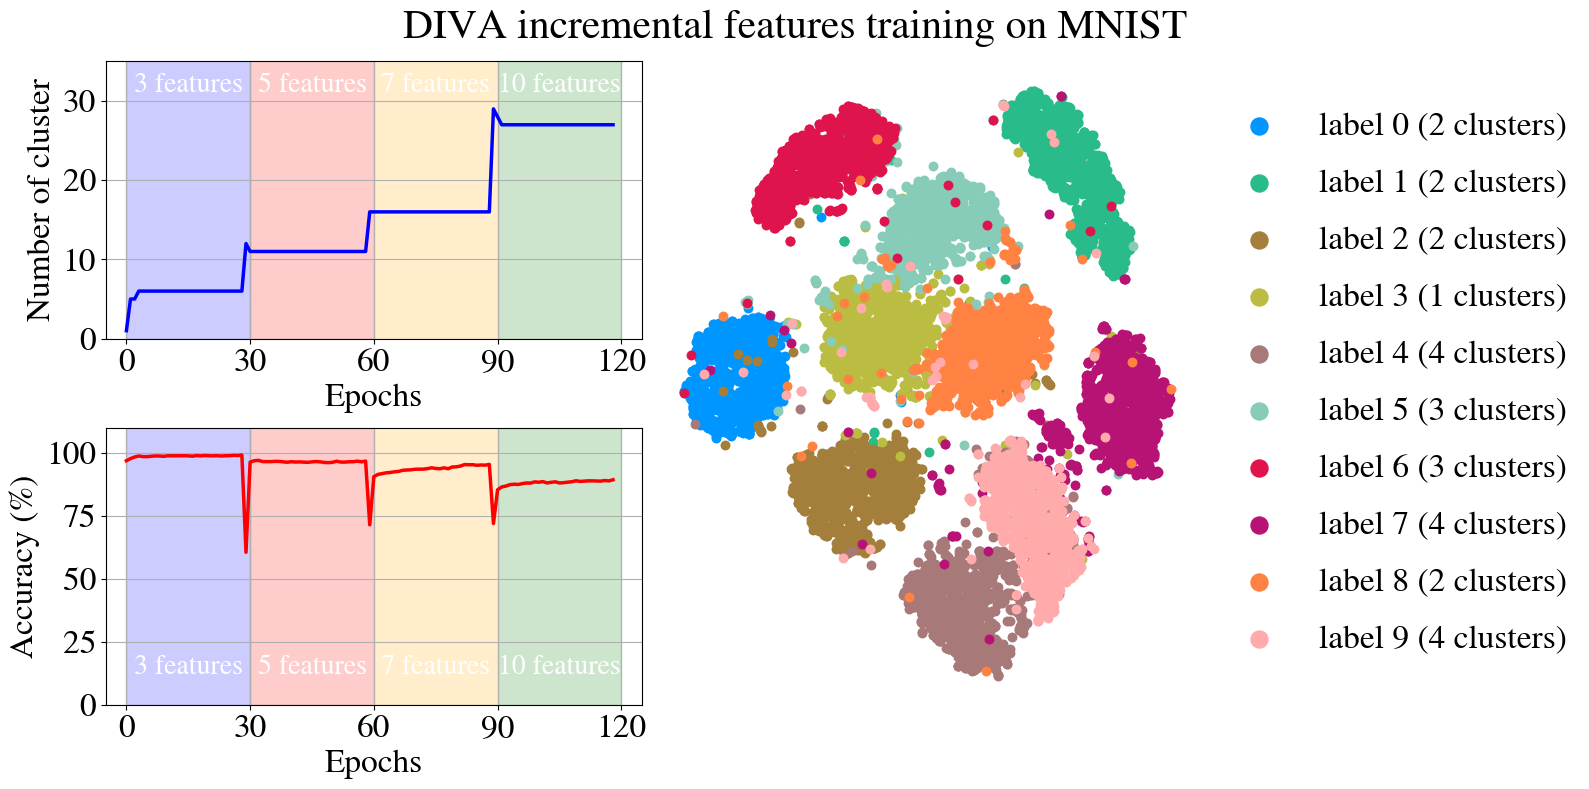 DIVA incremental features training on MNIST
3 features 5 features 7 features 10 features
Number of cluster
30
20
10
0
0 30 60 90 120
Epochs
Accuracy (%)
100
75
50
25
0
3 features 5 features 7 features 10 features
0 30 60 90 120
Epochs
label 0 (2 clusters)
label 1 (2 clusters)
label 2 (2 clusters)
label 3 (1 clusters)
label 4 (4 clusters)
label 5 (3 clusters)
label 6 (3 clusters)
label 7 (4 clusters)
label 8 (2 clusters)
label 9 (4 clusters)